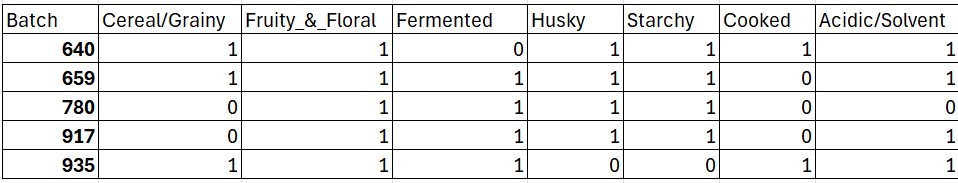 Batch Cereal/Grainy Fruity_&_Floral Fermented Husky Starchy Cooked Acidic/Solvent
640 1 1 0 1 1 1 1
659 1 1 1 1 1 0 1
780 0 1 1 1 1 0 0
917 0 1 1 1 1 0 1
935 1 1 1 0 0 1 1